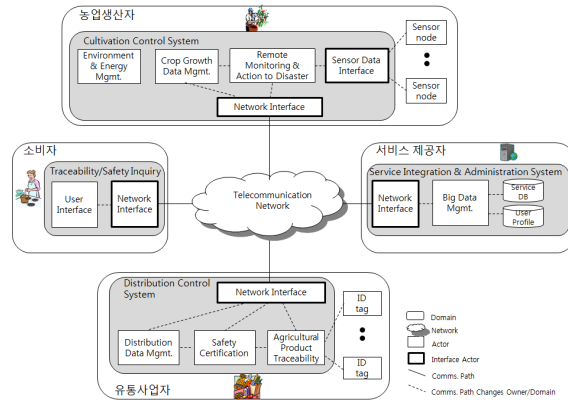 농업생산자
Cultivation Control System
Environment
& Energy
Mgmt.
Crop Growth
Data Mgmt.
Remote
Monitoring &
Action to Disaster
Sensor Data
Interface
Sensor
node
Sensor
node
Network Interface
소비자
Traceability/Safety Inquiry
User
Interface
Network
Interface
Telecommunication
Network
서비스 제공자
Service Integration & Administration System
Network
Interface
Big Data
Mgmt.
Service
DB
User
Profile
Distribution Control
System
Network Interface
Distribution
Data Mgmt.
Safety
Certification
Agricultural
Product
Traceability
ID
tag
ID
tag
유통사업자
Domain
Network
Actor
Interface Actor
Comms. Path
Comms. Path Changes Owner/Domain